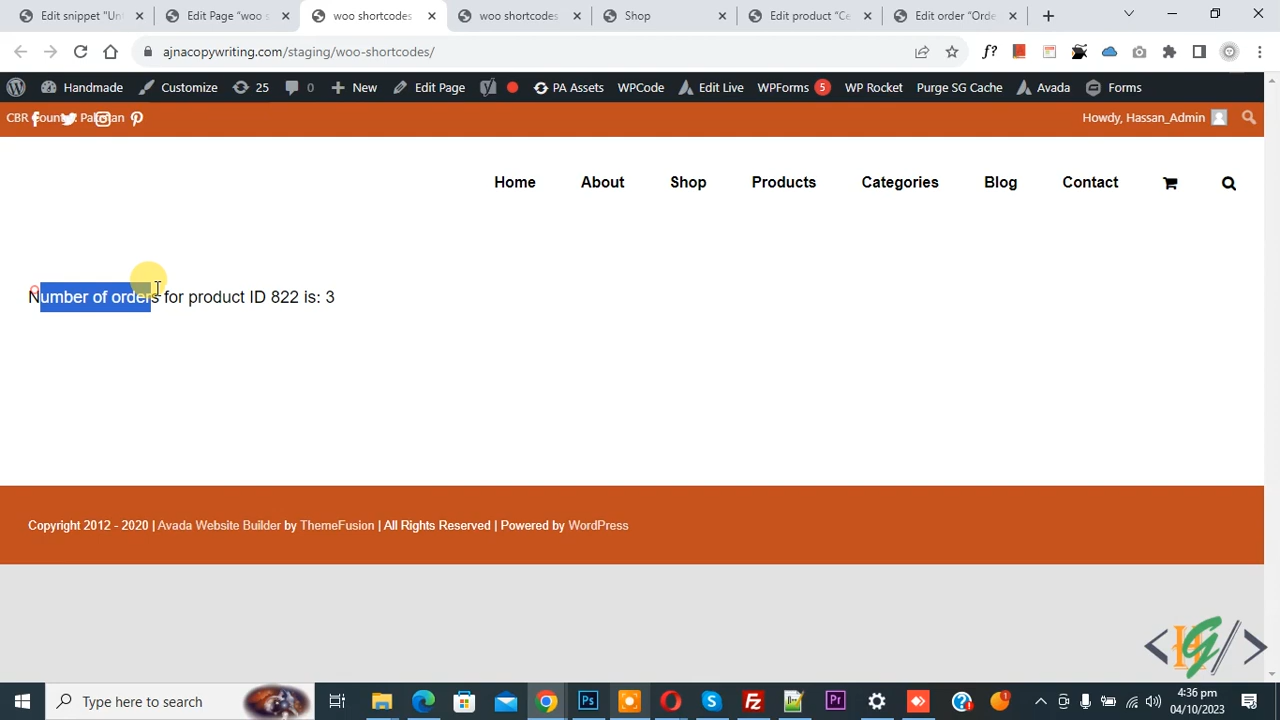 Edit snippet "Unt
Edit Page "woo s
woo shortcodes
woo shortcodes
Shop
Edit product "Ce
Edit order "Orde
ajnacopywriting.com/staging/woo-shortcodes/
f?
Handmade
Customize
25
0
New
Edit Page
PA Assets
WPCode
Edit Live
WPForms 5
WP Rocket
Purge SG Cache
Avada
Forms
Howdy, Hassan_Admin
Home
About
Shop
Products
Categories
Blog
Contact
Number of orders for product ID 822 is: 3
Copyright 2012 - 2020 | Avada Website Builder by ThemeFusion | All Rights Reserved | Powered by WordPress
Type here to search
4:36 pm
04/10/2023